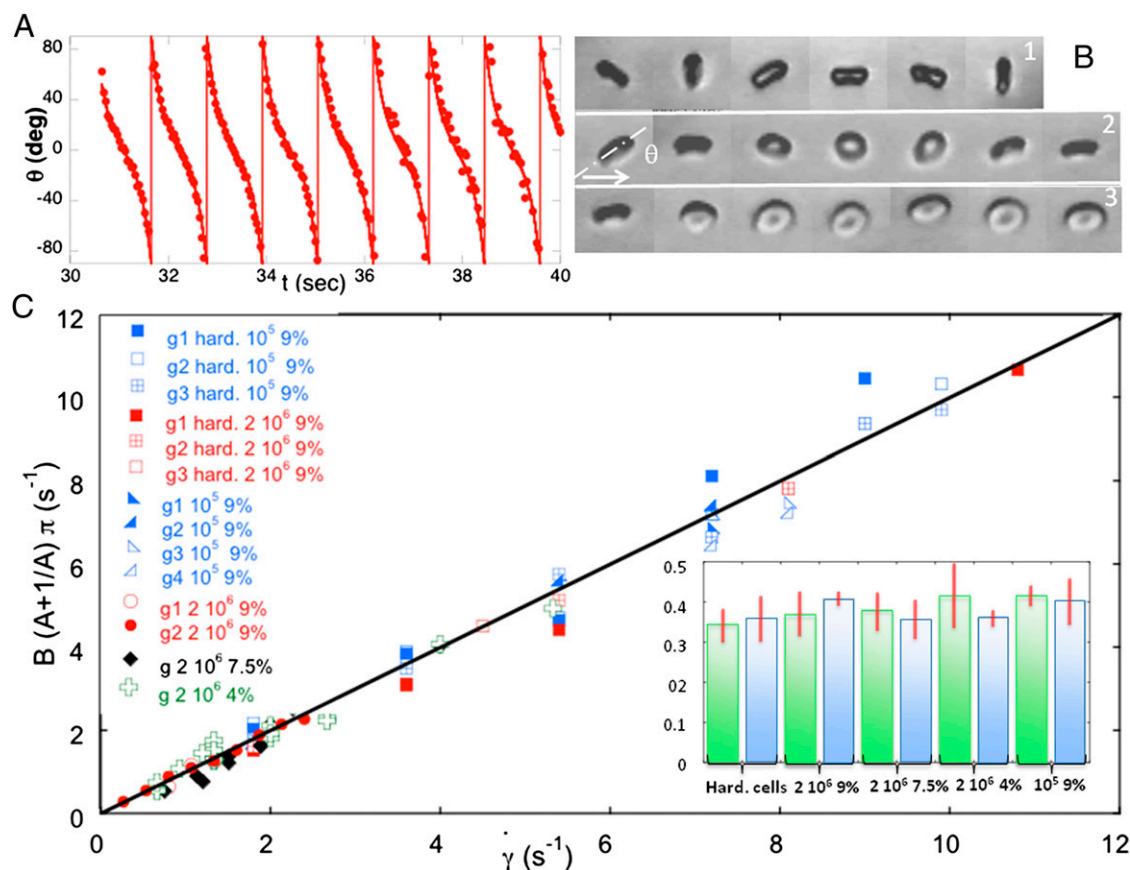 A
80
40
0
-40
-80
θ (deg)
30 32 34 36 38 40
t (sec)
B
1
2
θ
3
C
12
10
8
6
4
2
0
B (A+1/A) π (s⁻¹)
g1 hard. 10⁵ 9%
g2 hard. 10⁵ 9%
g3 hard. 10⁵ 9%
g1 hard. 2 10⁶ 9%
g2 hard. 2 10⁶ 9%
g3 hard. 2 10⁶ 9%
g1 10⁵ 9%
g2 10⁵ 9%
g3 10⁵ 9%
g4 10⁵ 9%
g1 2 10⁶ 9%
g2 2 10⁶ 9%
g 2 10⁶ 7.5%
g 2 10⁶ 4%
0.5
0.4
0.3
0.2
0.1
0
Hard. cells 2 10⁶ 9% 2 10⁶ 7.5% 2 10⁶ 4% 10⁵ 9%
0 2 4 6 8 10 12
γ̇ (s⁻¹)